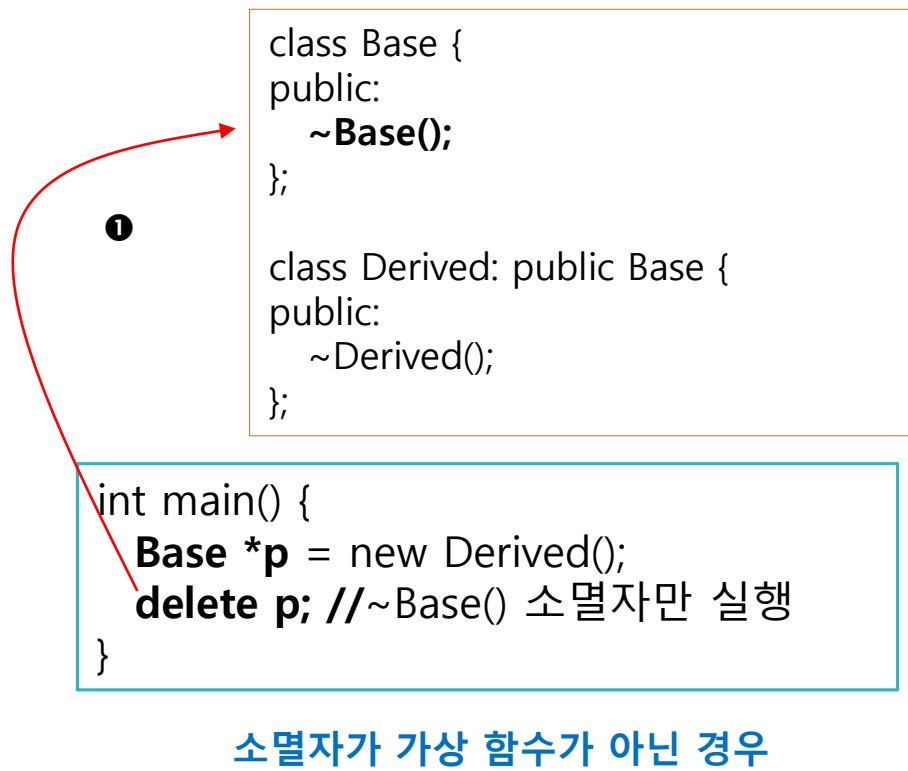 class Base {
public:
~Base();
};
❶
class Derived: public Base {
public:
~Derived();
};
int main() {
Base *p = new Derived();
delete p; //~Base() 소멸자만 실행
}
소멸자가 가상 함수가 아닌 경우